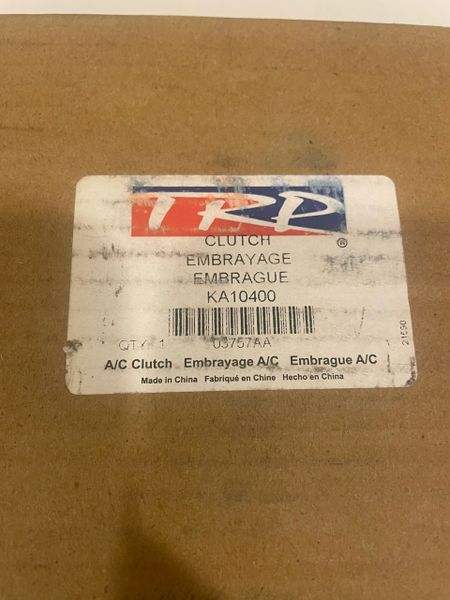 TRP
®
CLUTCH
EMBRAYAGE
EMBRAGUE
KA10400
QTY 1 03757AA 1
21590
A/C Clutch Embrayage A/C Embrague A/C
Made in China Fabriqué en Chine Hecho en China